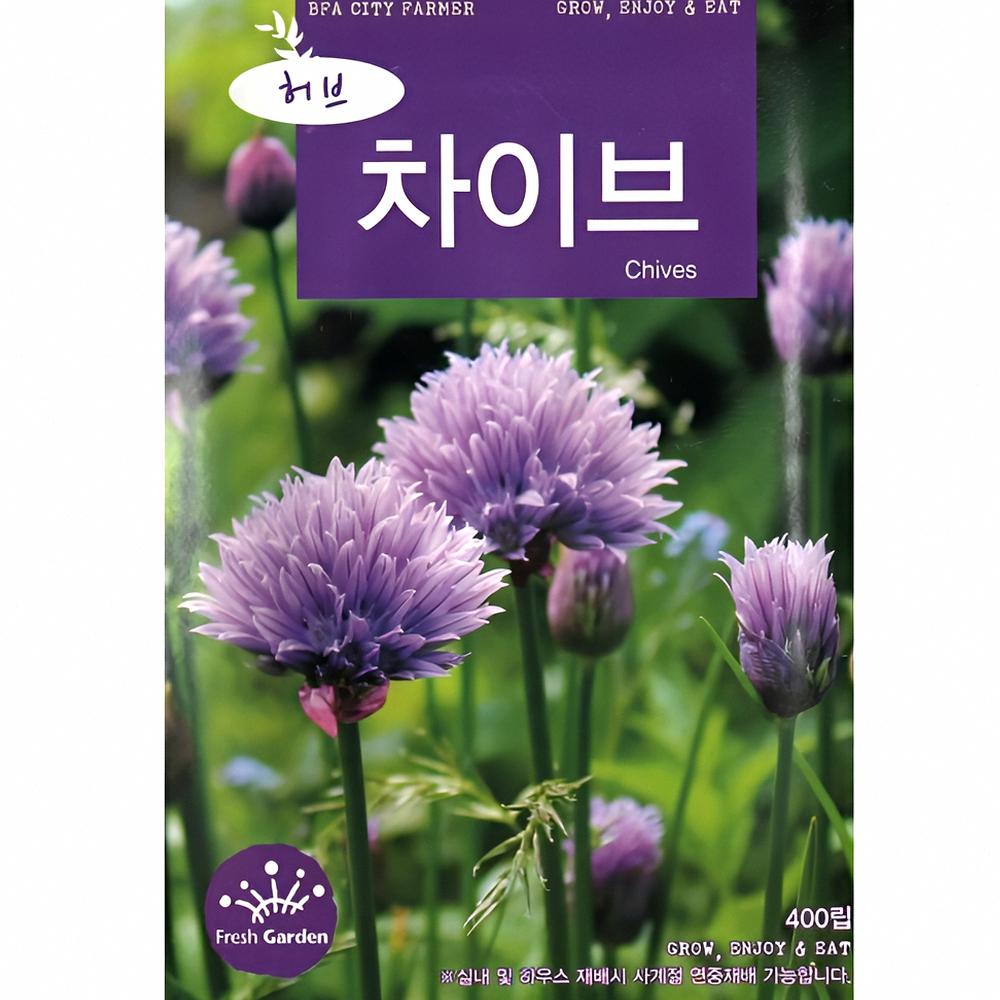 BFA CITY FARMER GROW, ENJOY & EAT
허브
차이브
Chives
400립
GROW, ENJOY & EAT
※실내 및 하우스 재배시 사계절 연중재배 가능합니다.
Fresh Garden